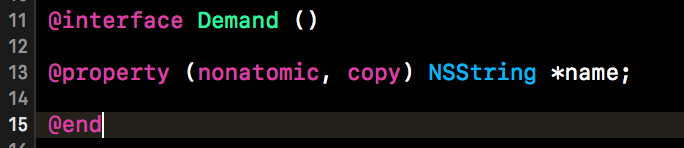 11 @interface Demand ()
12
13 @property (nonatomic, copy) NSString *name;
14
15 @end